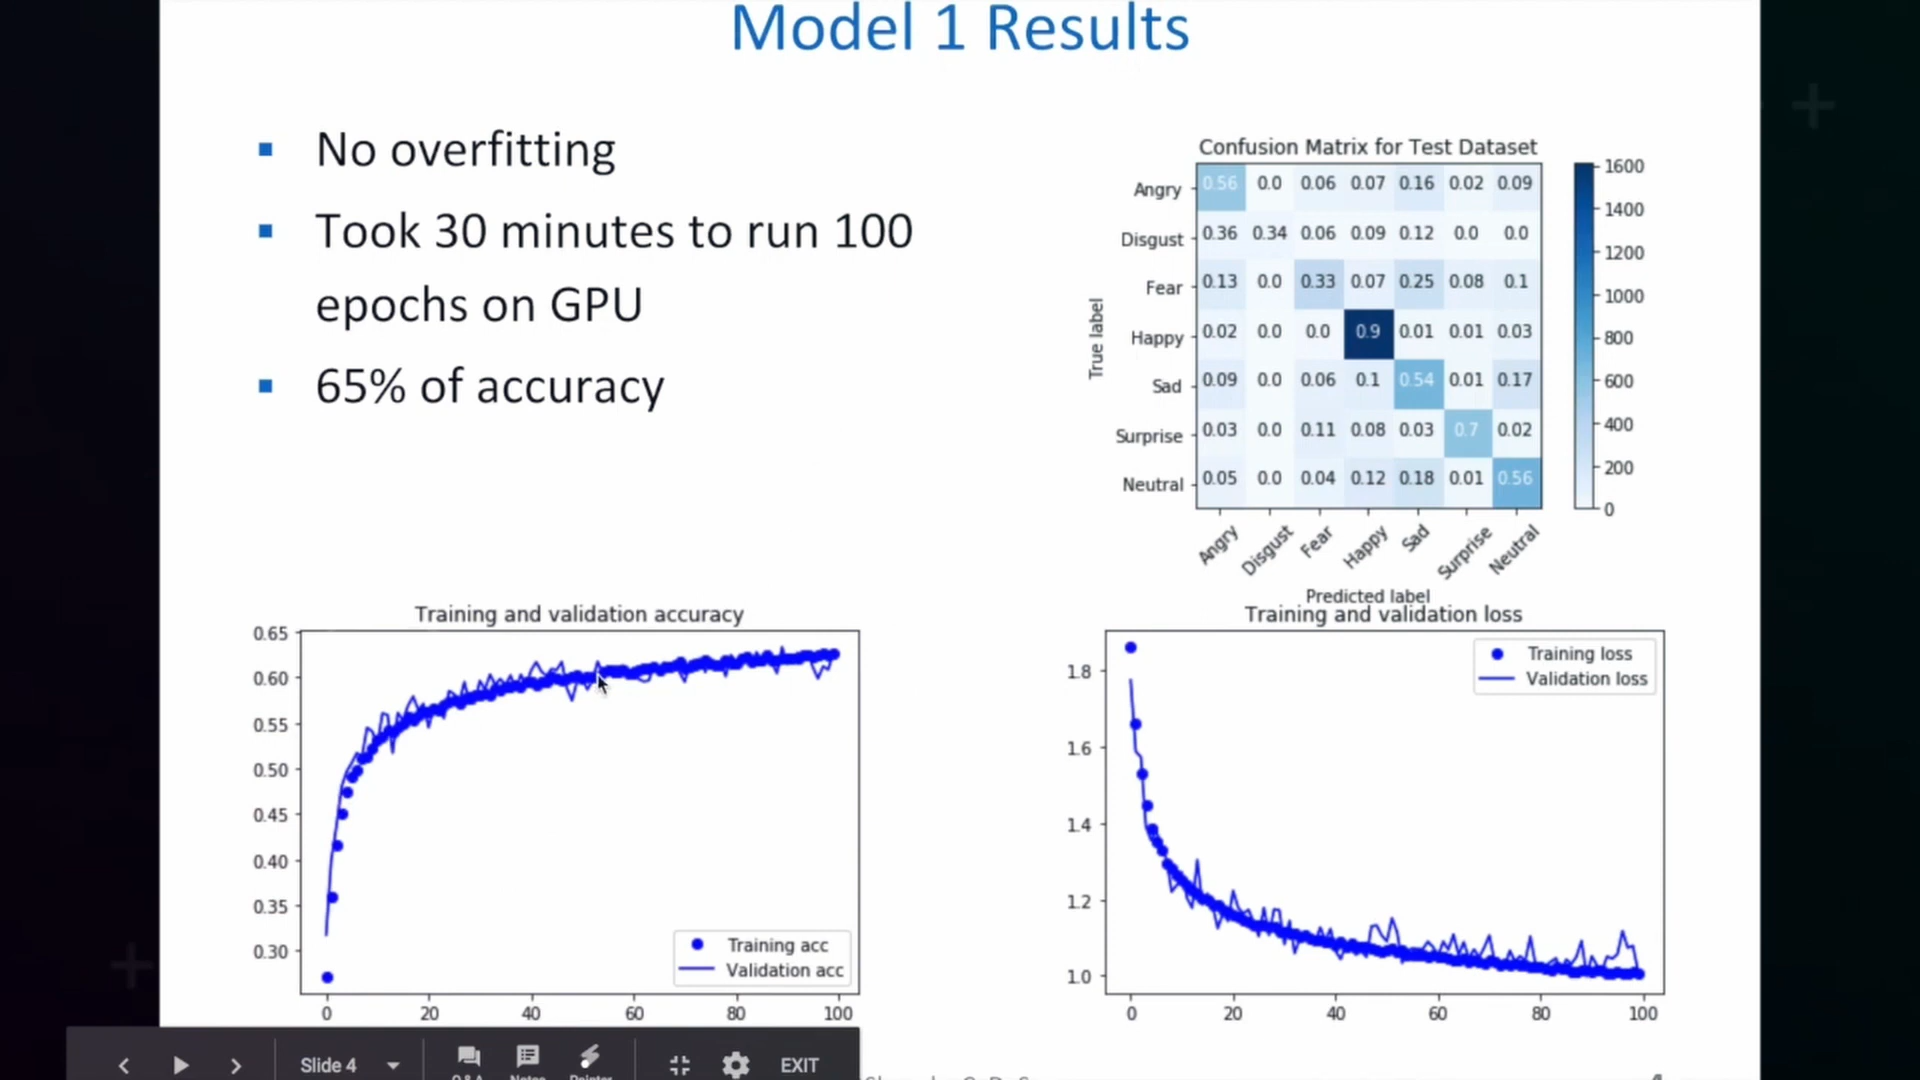 Model 1 Results
No overfitting
Took 30 minutes to run 100
epochs on GPU
65% of accuracy
Confusion Matrix for Test Dataset
Angry 0.56 0.0 0.06 0.07 0.16 0.02 0.09
Disgust 0.36 0.34 0.06 0.09 0.12 0.0 0.0
Fear 0.13 0.0 0.33 0.07 0.25 0.08 0.1
Happy 0.02 0.0 0.0 0.9 0.01 0.01 0.03
Sad 0.09 0.0 0.06 0.1 0.54 0.01 0.17
Surprise 0.03 0.0 0.11 0.08 0.03 0.7 0.02
Neutral 0.05 0.0 0.04 0.12 0.18 0.01 0.56
True label
Angry Disgust Fear Happy Sad Surprise Neutral
Predicted label
1600
1400
1200
1000
800
600
400
200
0
Training and validation accuracy
0.65
0.60
0.55
0.50
0.45
0.40
0.35
0.30
Training acc
Validation acc
0 20 40 60 80 100
Training and validation loss
Training loss
Validation loss
1.8
1.6
1.4
1.2
1.0
0 20 40 60 80 100
Slide 4
EXIT